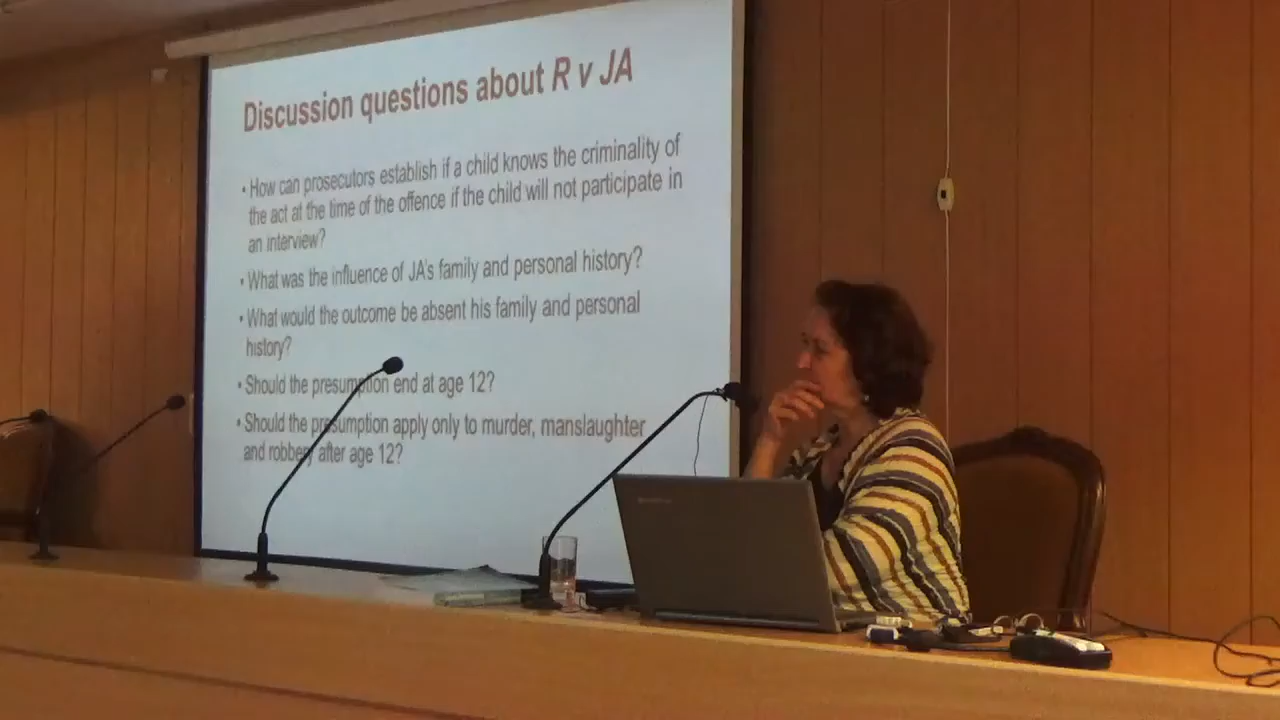 Discussion questions about R v JA
• How can prosecutors establish if a child knows the criminality of
the act at the time of the offence if the child will not participate in
an interview?
• What was the influence of JA's family and personal history?
• What would the outcome be absent his family and personal
history?
• Should the presumption end at age 12?
• Should the presumption apply only to murder, manslaughter
and robbery after age 12?